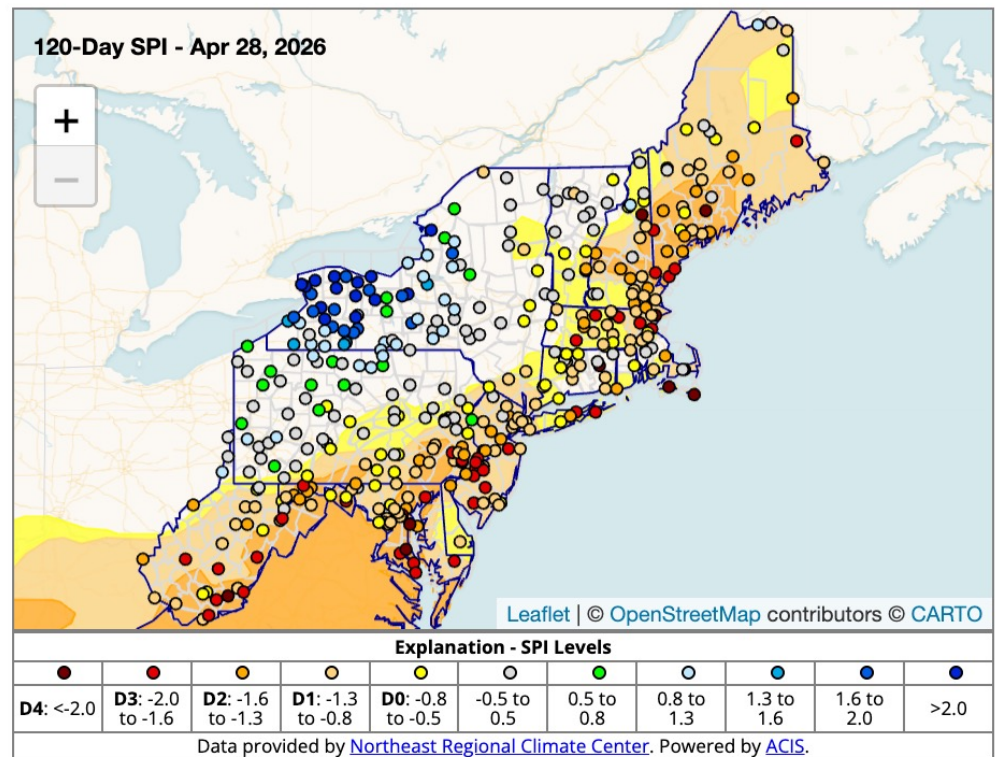 120-Day SPI - Apr 28, 2026
+
−
Leaflet | © OpenStreetMap contributors © CARTO
Explanation - SPI Levels
D4: <-2.0
D3: -2.0
to -1.6
D2: -1.6
to -1.3
D1: -1.3
to -0.8
D0: -0.8
to -0.5
-0.5 to
0.5
0.5 to
0.8
0.8 to
1.3
1.3 to
1.6
1.6 to
2.0
>2.0
Data provided by Northeast Regional Climate Center. Powered by ACIS.